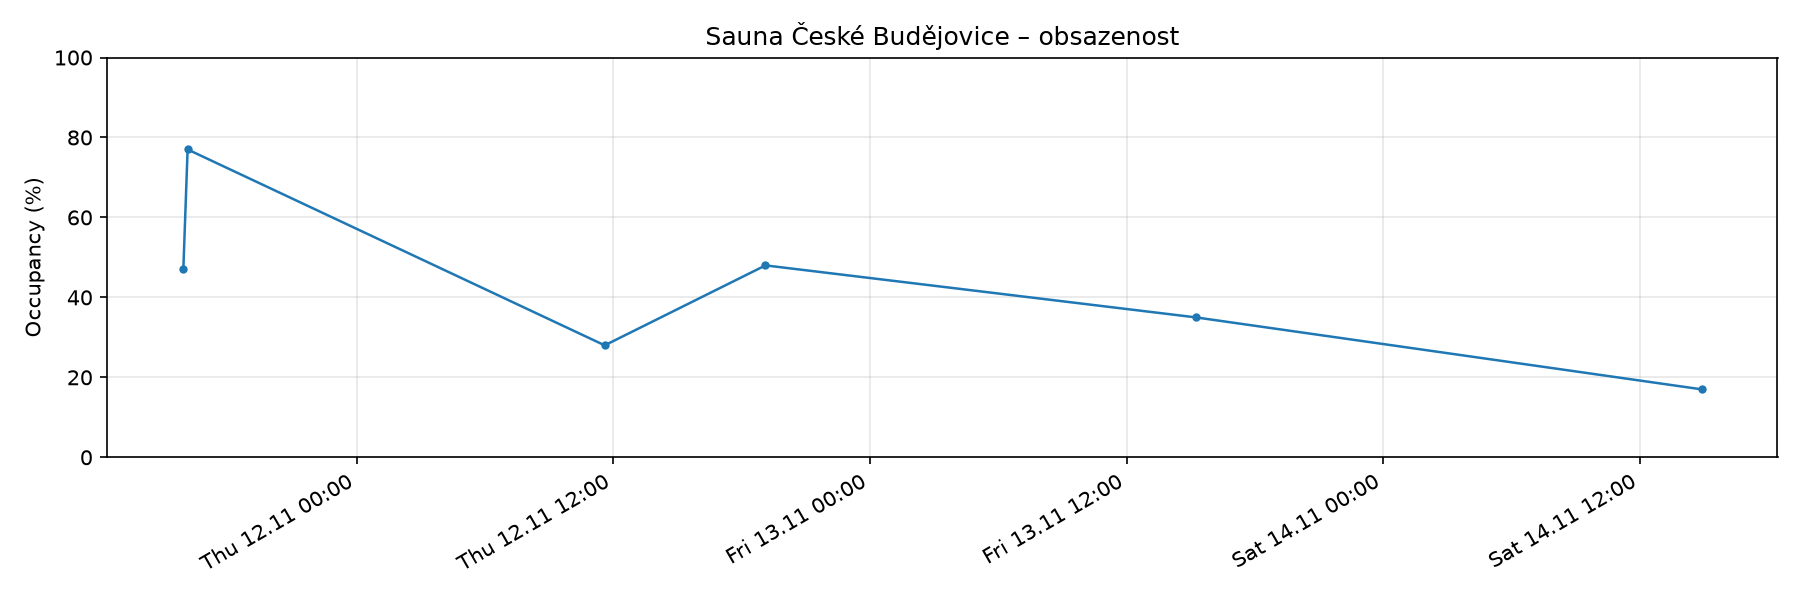 Sauna České Budějovice – obsazenost
Occupancy (%)
100
80
60
40
20
0
Thu 12.11 00:00
Thu 12.11 12:00
Fri 13.11 00:00
Fri 13.11 12:00
Sat 14.11 00:00
Sat 14.11 12:00